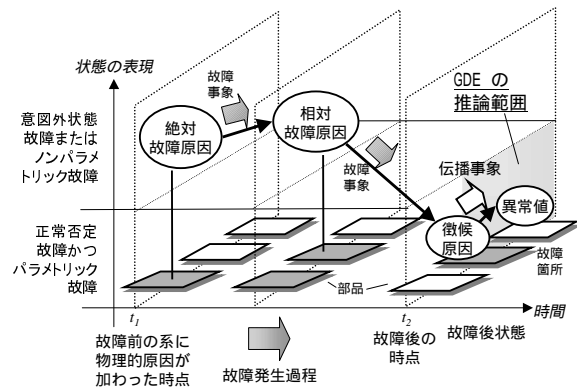 状態の表現
意図外状態
故障または
ノンパラメ
トリック故障
正常否定
故障かつ
パラメトリック
故障
絶対
故障原因
故障
事象
相対
故障原因
故障
事象
GDE の
推論範囲
伝播事象
異常値
徴候
原因
故障
箇所
部品
時間
t1
t2
故障前の系に
物理的原因が
加わった時点
故障発生過程
故障後の
時点
故障後状態